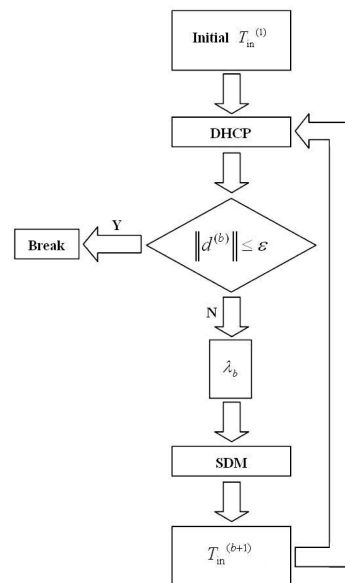 Initial T_in^(1)
DHCP
‖d^(b)‖ ≤ ε
Y
Break
N
λ_b
SDM
T_in^(b+1)